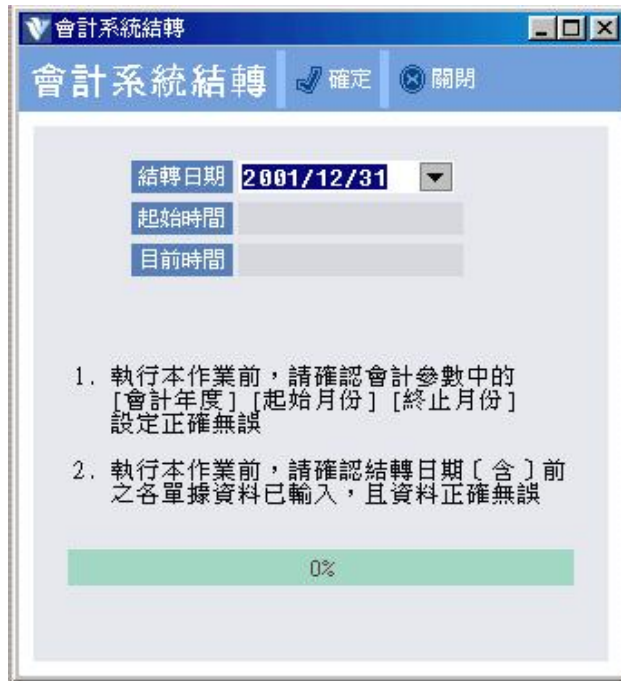 會計系統結轉
會計系統結轉 確定 關閉
結轉日期 2001/12/31
起始時間
目前時間
1. 執行本作業前，請確認會計參數中的
[會計年度] [起始月份] [終止月份]
設定正確無誤
2. 執行本作業前，請確認結轉日期〔含〕前
之各單據資料已輸入，且資料正確無誤
0%